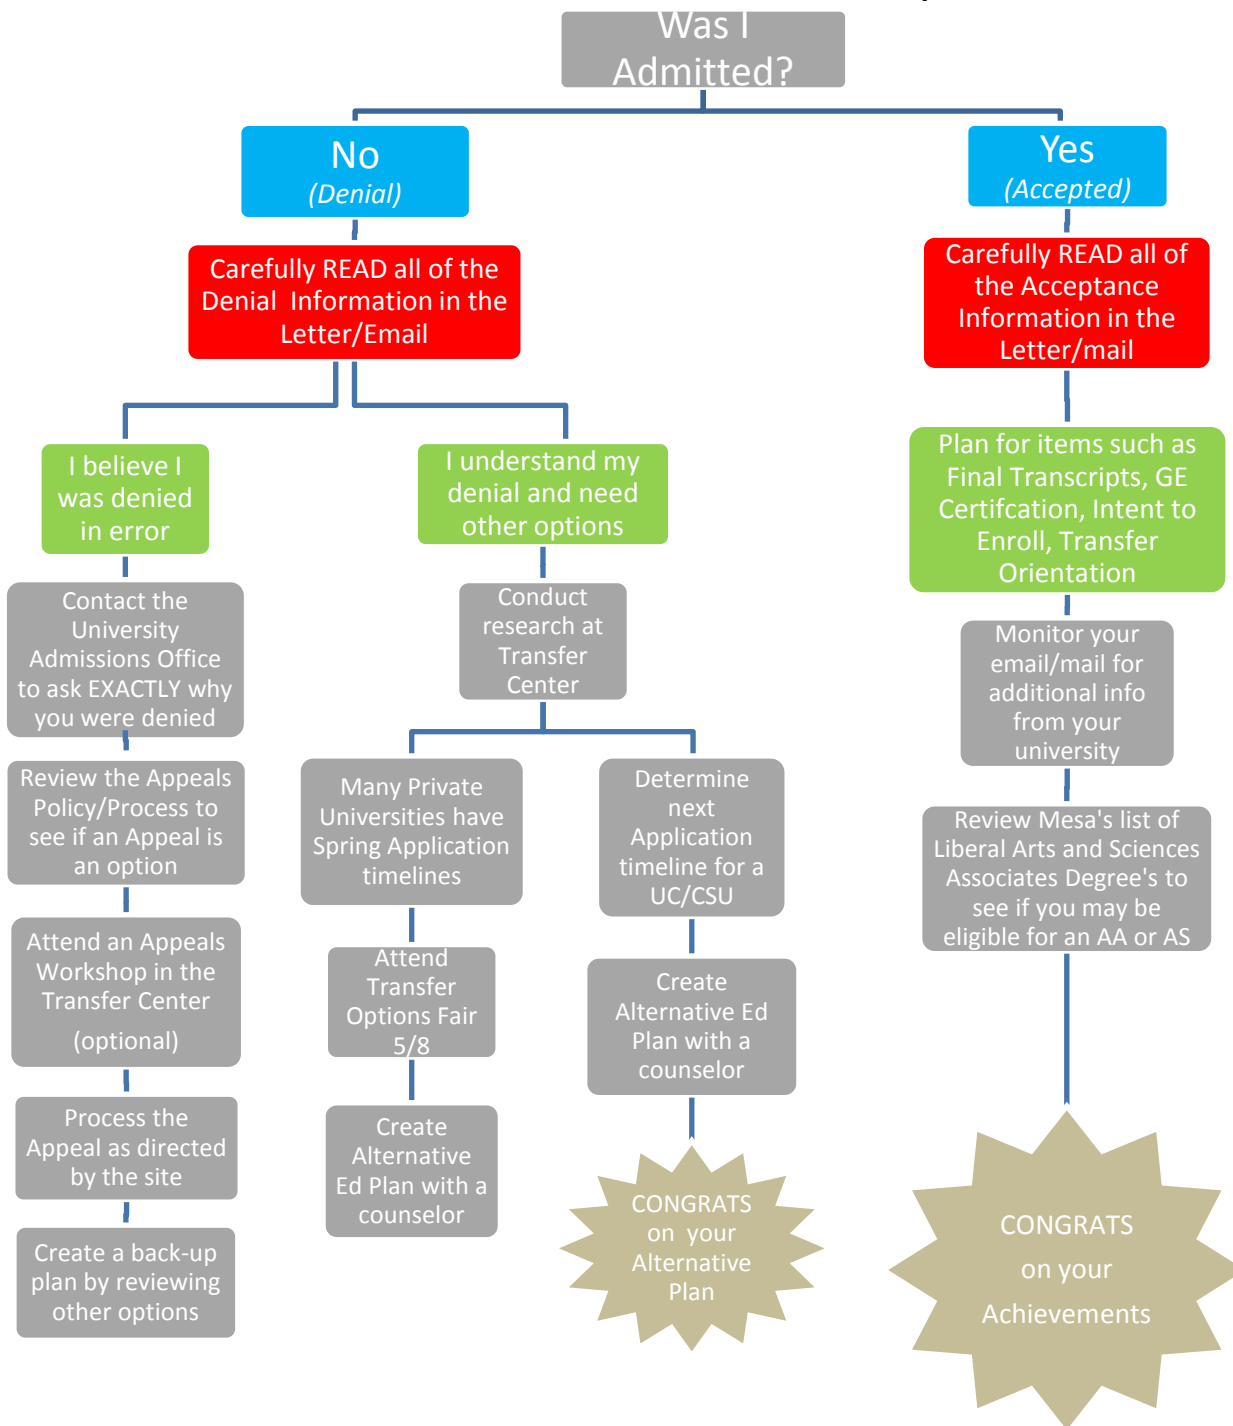 Was I
Admitted?
No
(Denial)
Yes
(Accepted)
Carefully READ all of the
Denial  Information in the
Letter/Email
Carefully READ all of
the Acceptance
Information in the
Letter/mail
I believe I
was denied
in error
I understand my
denial and need
other options
Plan for items such as
Final Transcripts, GE
Certifcation, Intent to
Enroll, Transfer
Orientation
Contact the
University
Admissions Office
to ask EXACTLY why
you were denied
Conduct
research at
Transfer
Center
Monitor your
email/mail for
additional info
from your
university
Review the Appeals
Policy/Process to
see if an Appeal is
an option
Many Private
Universities have
Spring Application
timelines
Determine
next
Application
timeline for a
UC/CSU
Review Mesa's list of
Liberal Arts and Sciences
Associates Degree's to
see if you may be
eligible for an AA or AS
Attend an Appeals
Workshop in the
Transfer Center
(optional)
Attend
Transfer
Options Fair
5/8
Create
Alternative Ed
Plan with a
counselor
Process the
Appeal as directed
by the site
Create
Alternative
Ed Plan with a
counselor
CONGRATS
on  your
Alternative
Plan
CONGRATS
on your
Achievements
Create a back-up
plan by reviewing
other options